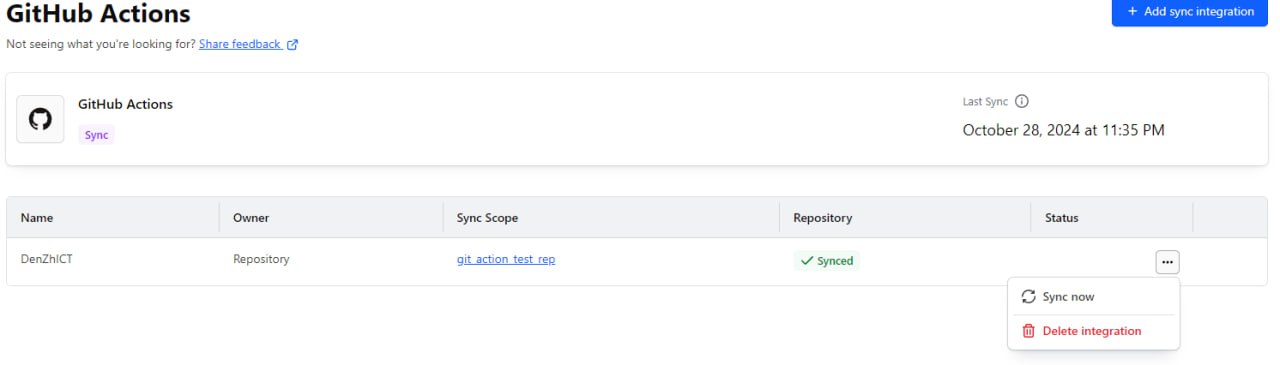 GitHub Actions
+ Add sync integration
Not seeing what you're looking for? Share feedback
GitHub Actions
Sync
Last Sync
October 28, 2024 at 11:35 PM
Name Owner Sync Scope Repository Status
DenZhICT Repository git_action_test_rep Synced
Sync now
Delete integration